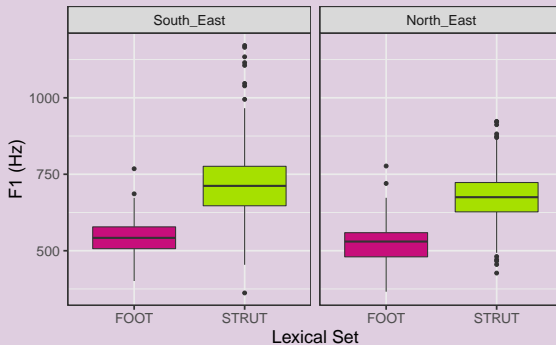 South_East North_East
F1 (Hz)
1000
750
500
FOOT STRUT FOOT STRUT
Lexical Set